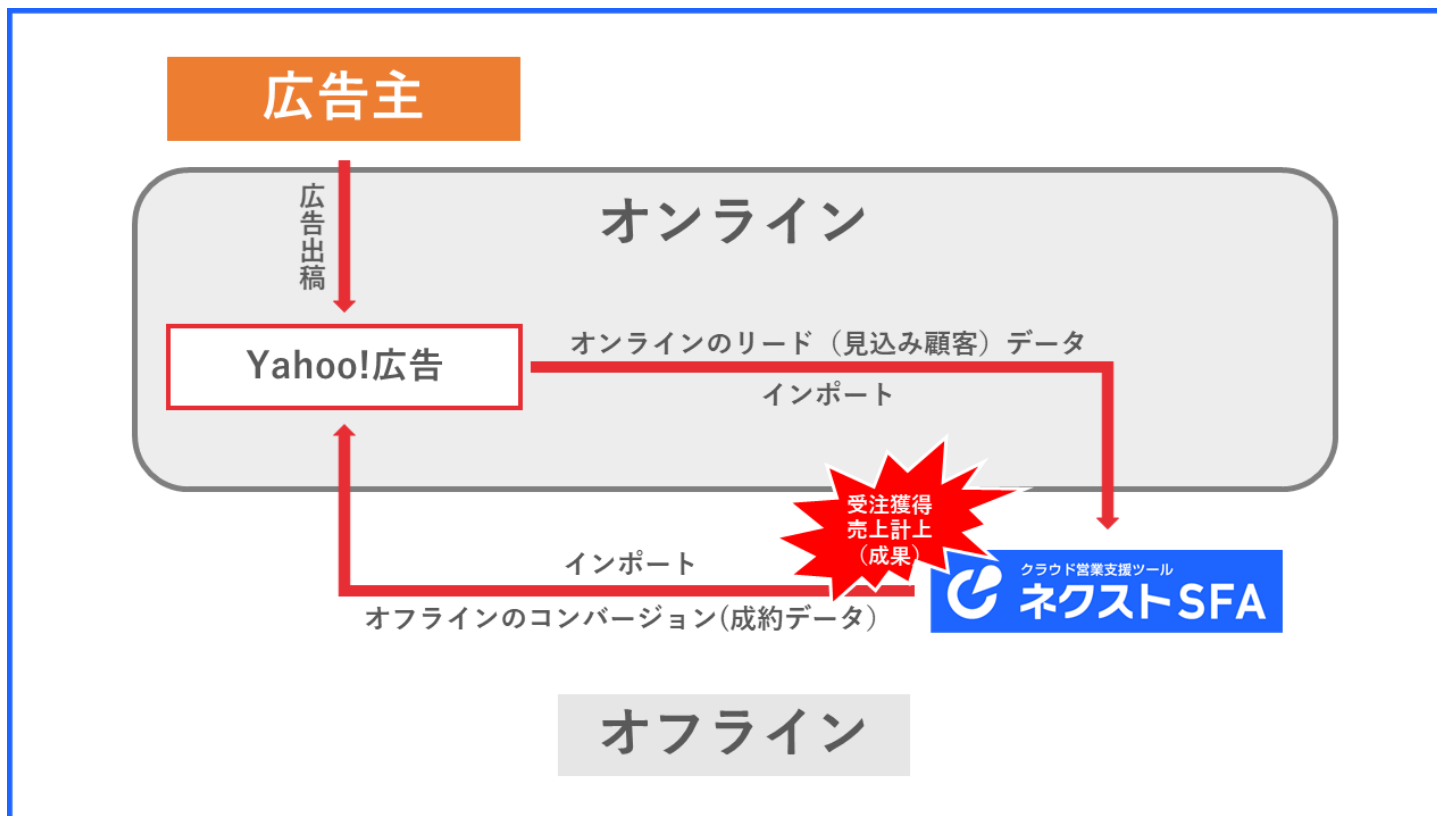 広告主
広告出稿
オンライン
Yahoo!広告
オンラインのリード（見込み顧客）データ
インポート
受注獲得
売上計上
（成果）
インポート
オフラインのコンバージョン(成約データ）
クラウド営業支援ツール
ネクストSFA
オフライン